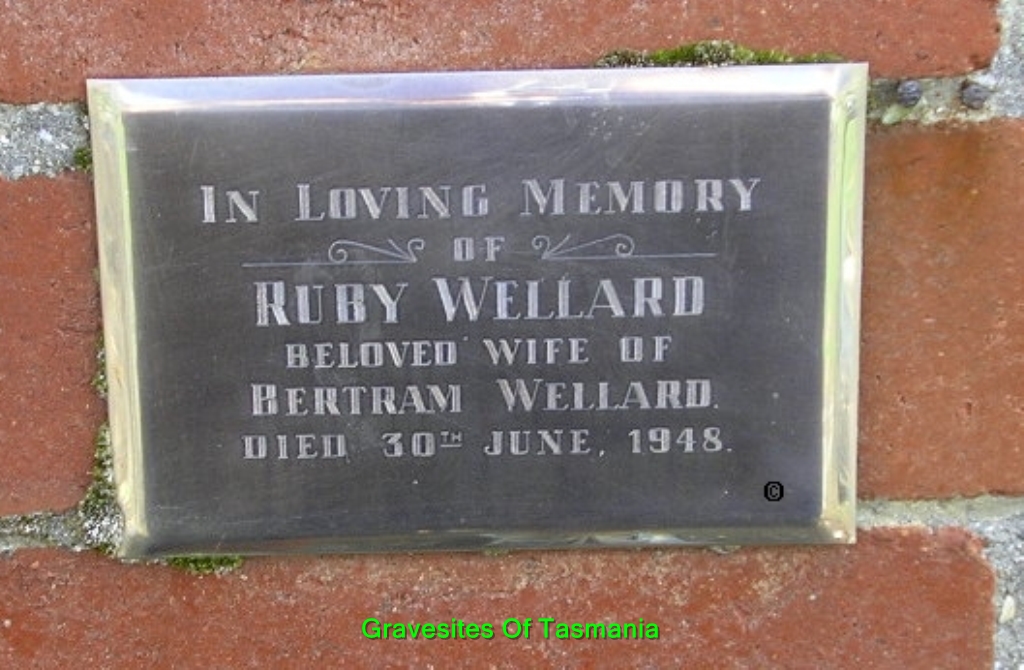 IN LOVING MEMORY
OF
RUBY WELLARD
BELOVED WIFE OF
BERTRAM WELLARD.
DIED 30TH JUNE, 1948.
©
Gravesites Of Tasmania